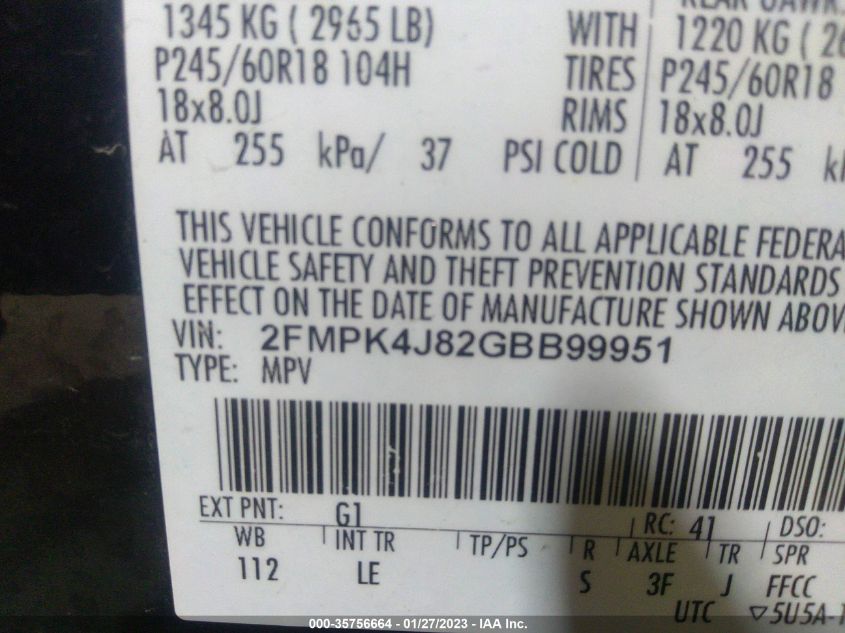 1345 KG ( 2965 LB) WITH 1220 KG (
P245/60R18 104H TIRES P245/60R18
18x8.0J RIMS 18x8.0J
AT 255 kPa/ 37 PSI COLD AT 255
THIS VEHICLE CONFORMS TO ALL APPLICABLE
VEHICLE SAFETY AND THEFT PREVENTION STANDARDS
EFFECT ON THE DATE OF MANUFACTURE SHOWN
VIN: 2FMPK4J82GBB99951
TYPE: MPV
EXT PNT: G1 RC: 41 DSO:
WB INT TR TP/PS R AXLE TR SPR
112 LE S 3F J FFCC
UTC ▽5U5A-1
000-35756664 - 01/27/2023 - IAA Inc.